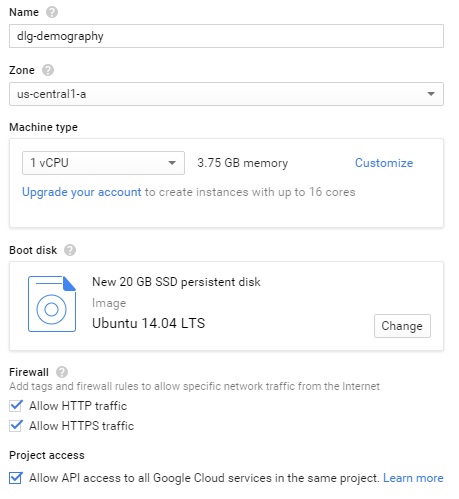 Name ?
dlg-demography
Zone ?
us-central1-a
Machine type
1 vCPU 3.75 GB memory Customize
Upgrade your account to create instances with up to 16 cores
Boot disk ?
New 20 GB SSD persistent disk
Image
Ubuntu 14.04 LTS
Change
Firewall ?
Add tags and firewall rules to allow specific network traffic from the Internet
Allow HTTP traffic
Allow HTTPS traffic
Project access
Allow API access to all Google Cloud services in the same project. Learn more